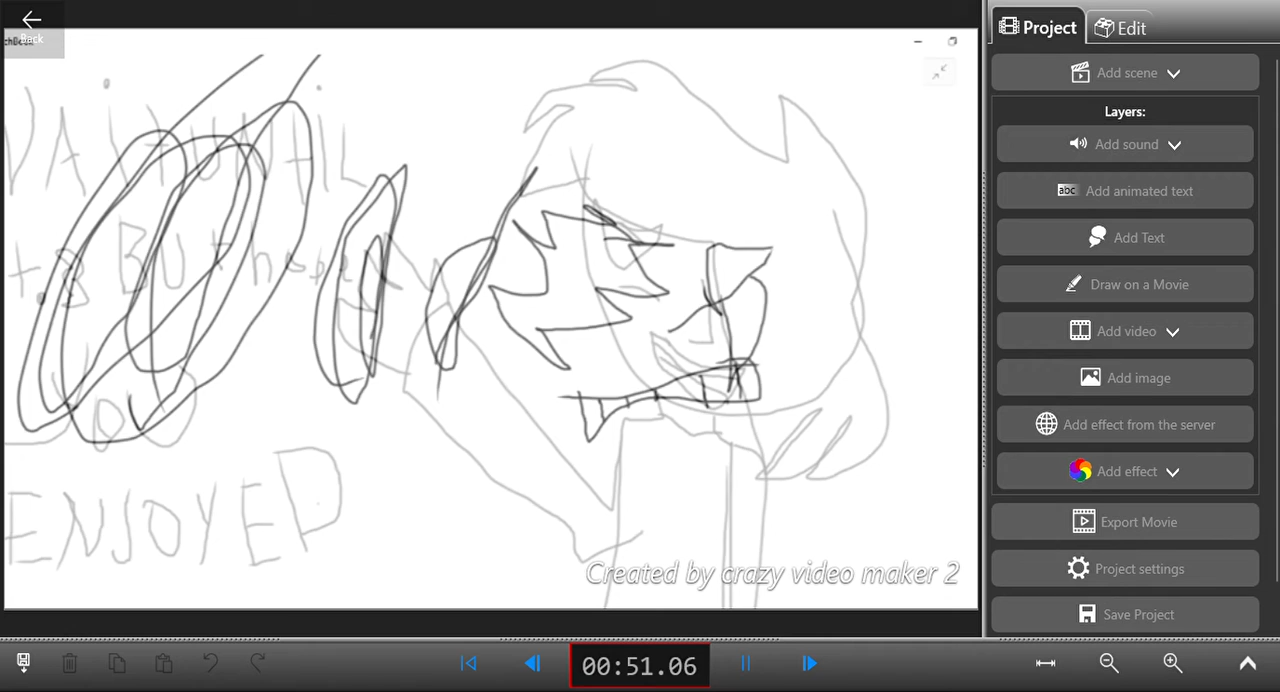 Back
Project
Edit
Add scene
Layers:
Add sound
abc Add animated text
Add Text
Draw on a Movie
Add video
Add image
Add effect from the server
Add effect
Export Movie
Project settings
Save Project
ENJOYED
Created by crazy video maker 2
00:51.06